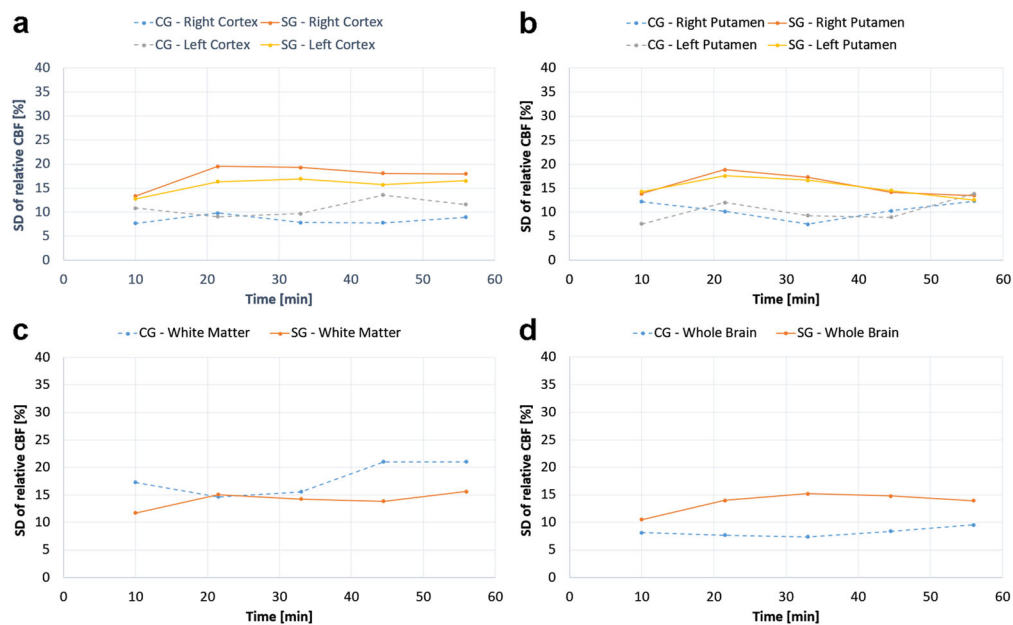 a
CG - Right Cortex SG - Right Cortex
CG - Left Cortex SG - Left Cortex
SD of relative CBF [%]
40
35
30
25
20
15
10
5
0
0 10 20 30 40 50 60
Time [min]
b
CG - Right Putamen SG - Right Putamen
CG - Left Putamen SG - Left Putamen
SD of relative CBF [%]
40
35
30
25
20
15
10
5
0
0 10 20 30 40 50 60
Time [min]
c
CG - White Matter SG - White Matter
SD of relative CBF [%]
40
35
30
25
20
15
10
5
0
0 10 20 30 40 50 60
Time [min]
d
CG - Whole Brain SG - Whole Brain
SD of relative CBF [%]
40
35
30
25
20
15
10
5
0
0 10 20 30 40 50 60
Time [min]